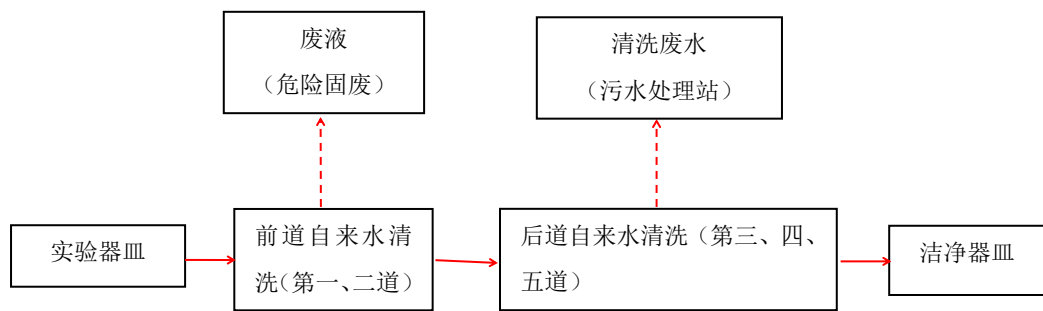 废液
（危险固废）
清洗废水
（污水处理站）
实验器皿
前道自来水清
洗（第一、二道）
后道自来水清洗（第三、四、
五道）
洁净器皿